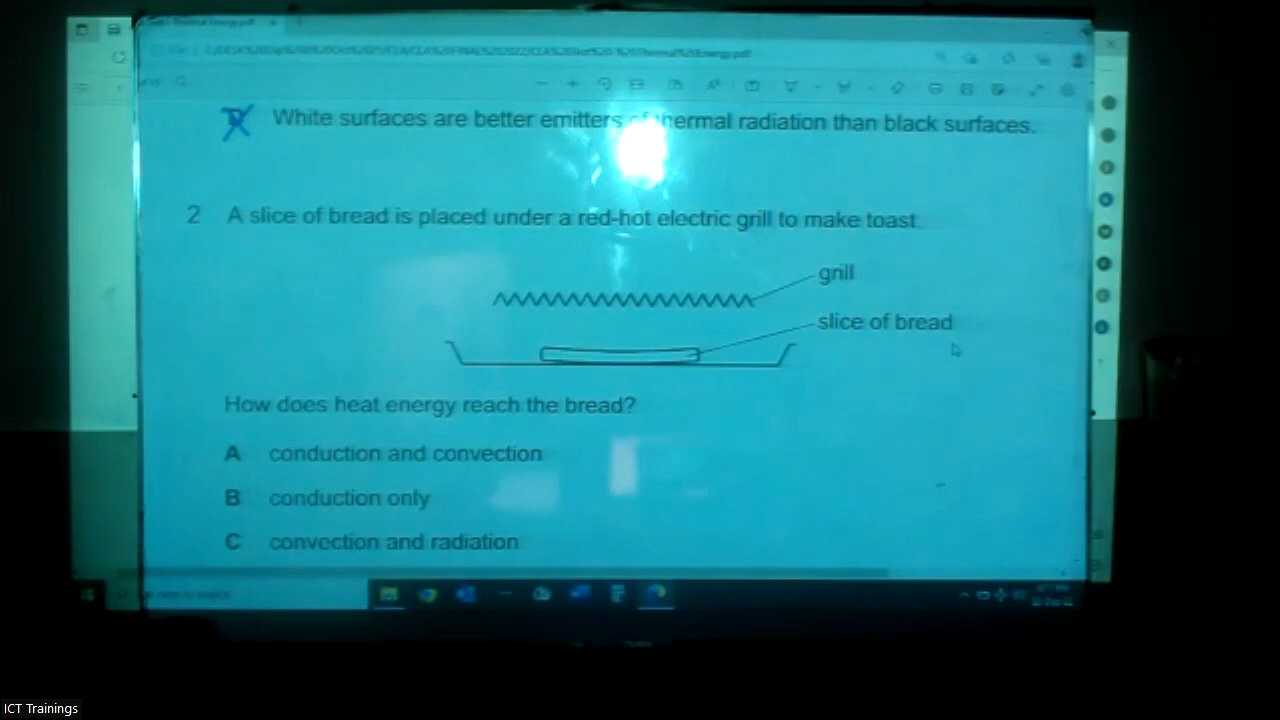 White surfaces are better emitters of thermal radiation than black surfaces.
2 A slice of bread is placed under a red-hot electric grill to make toast.
grill
slice of bread
How does heat energy reach the bread?
A conduction and convection
B conduction only
C convection and radiation
ICT Trainings